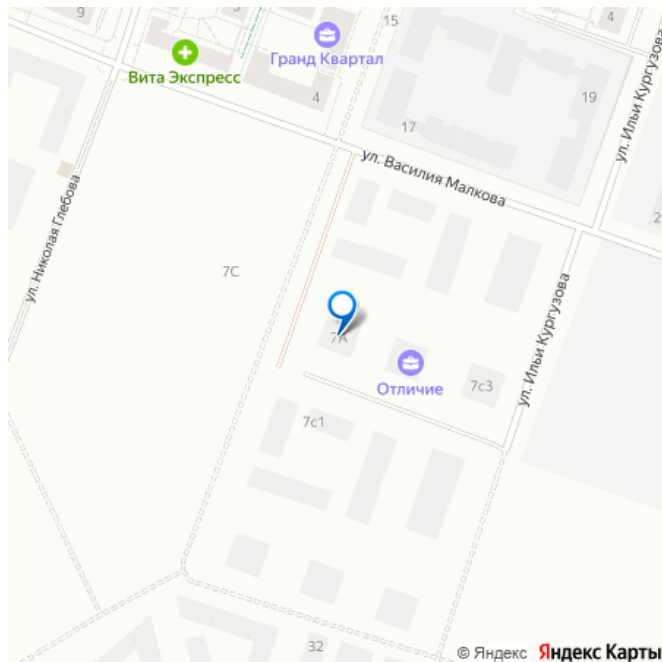 9
15
4
Гранд Квартал
Вита Экспресс
4
19
17
ул. Ильи Кургузова
ул. Василия Малкова
2
ул. Николая Глебова
7С
7А
ул. Ильи Кургузова
Отличие
7с3
7с1
32
© Яндекс Яндекс Карты